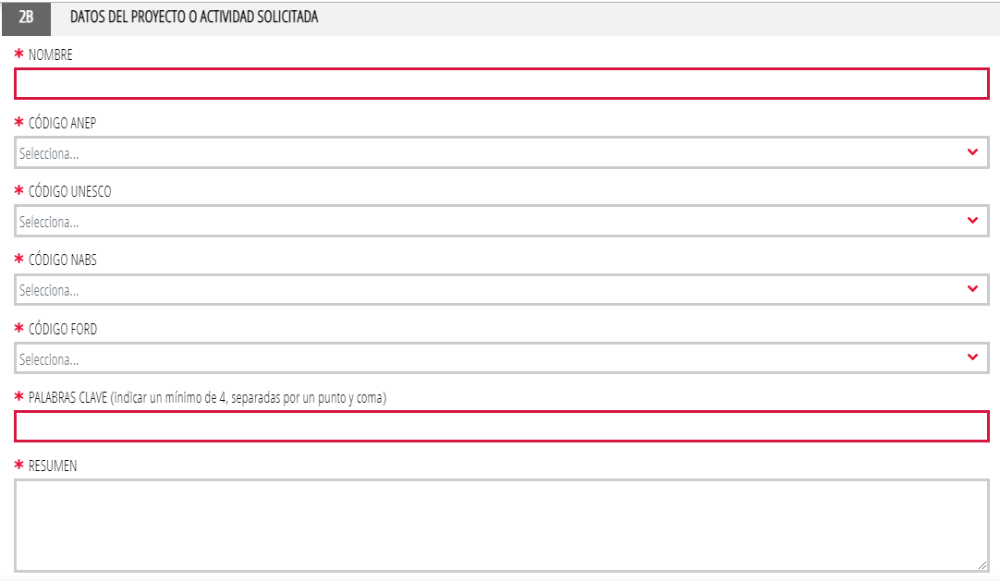 2B DATOS DEL PROYECTO O ACTIVIDAD SOLICITADA
* NOMBRE
* CÓDIGO ANEP
Selecciona...
* CÓDIGO UNESCO
Selecciona...
* CÓDIGO NABS
Selecciona...
* CÓDIGO FORD
Selecciona...
* PALABRAS CLAVE (indicar un mínimo de 4, separadas por un punto y coma)
* RESUMEN